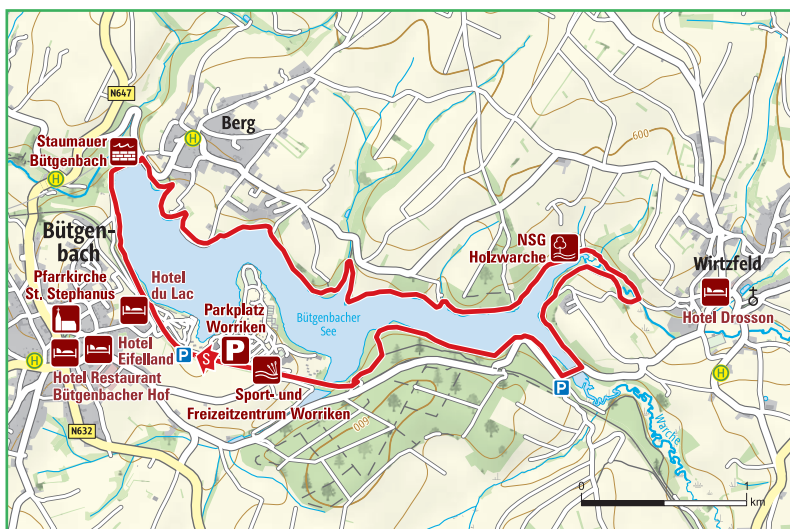 N647
H
Berg
600
Staumauer
Bütgenbach
H
H
Bütgen-
bach
NSG
Holzwarche
Wirtzfeld
Pfarrkirche
St. Stephanus
Hotel
du Lac
Parkplatz
Worriken
P
Bütgenbacher
See
Hotel Drosson
Hotel
Eifelland
P
S
H
Hotel Restaurant
Bütgenbacher Hof
Sport- und
Freizeitzentrum Worriken
P
H
N632
600
Warche
0
1
km